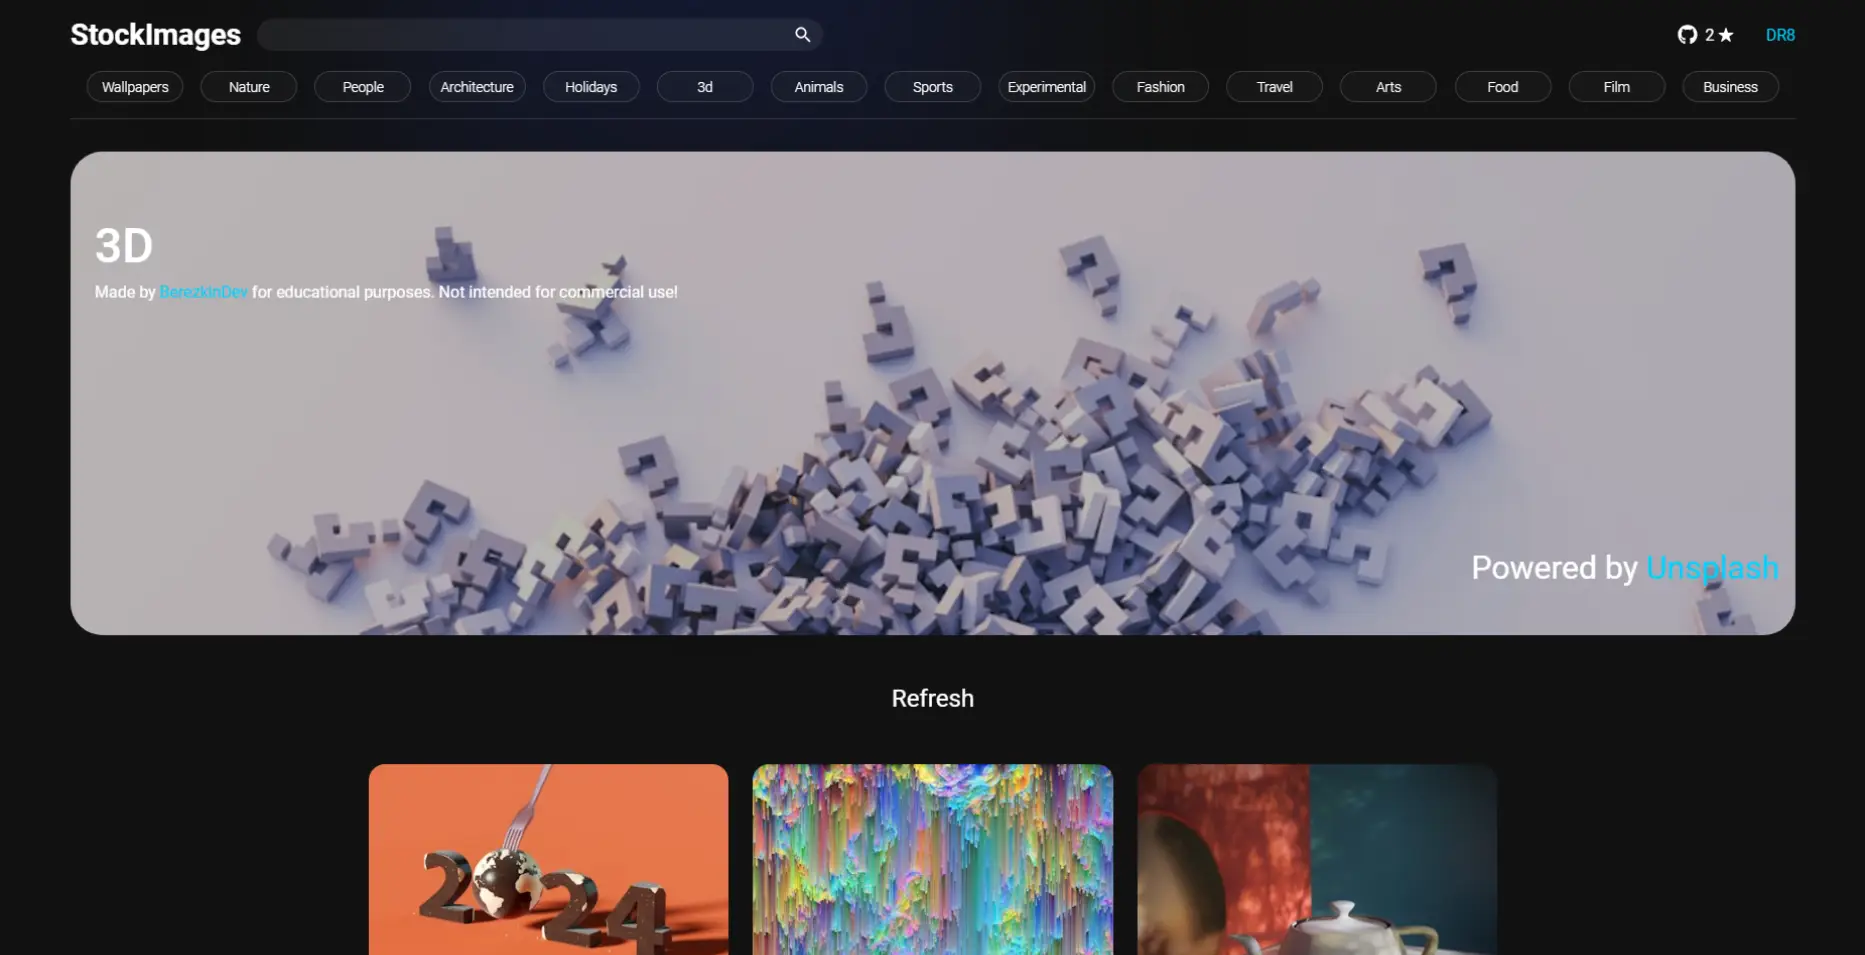 StockImages
2 ★
DR8
Wallpapers
Nature
People
Architecture
Holidays
3d
Animals
Sports
Experimental
Fashion
Travel
Arts
Food
Film
Business
3D
Made by BerezkinDev for educational purposes. Not intended for commercial use!
Powered by Unsplash
Refresh
2024